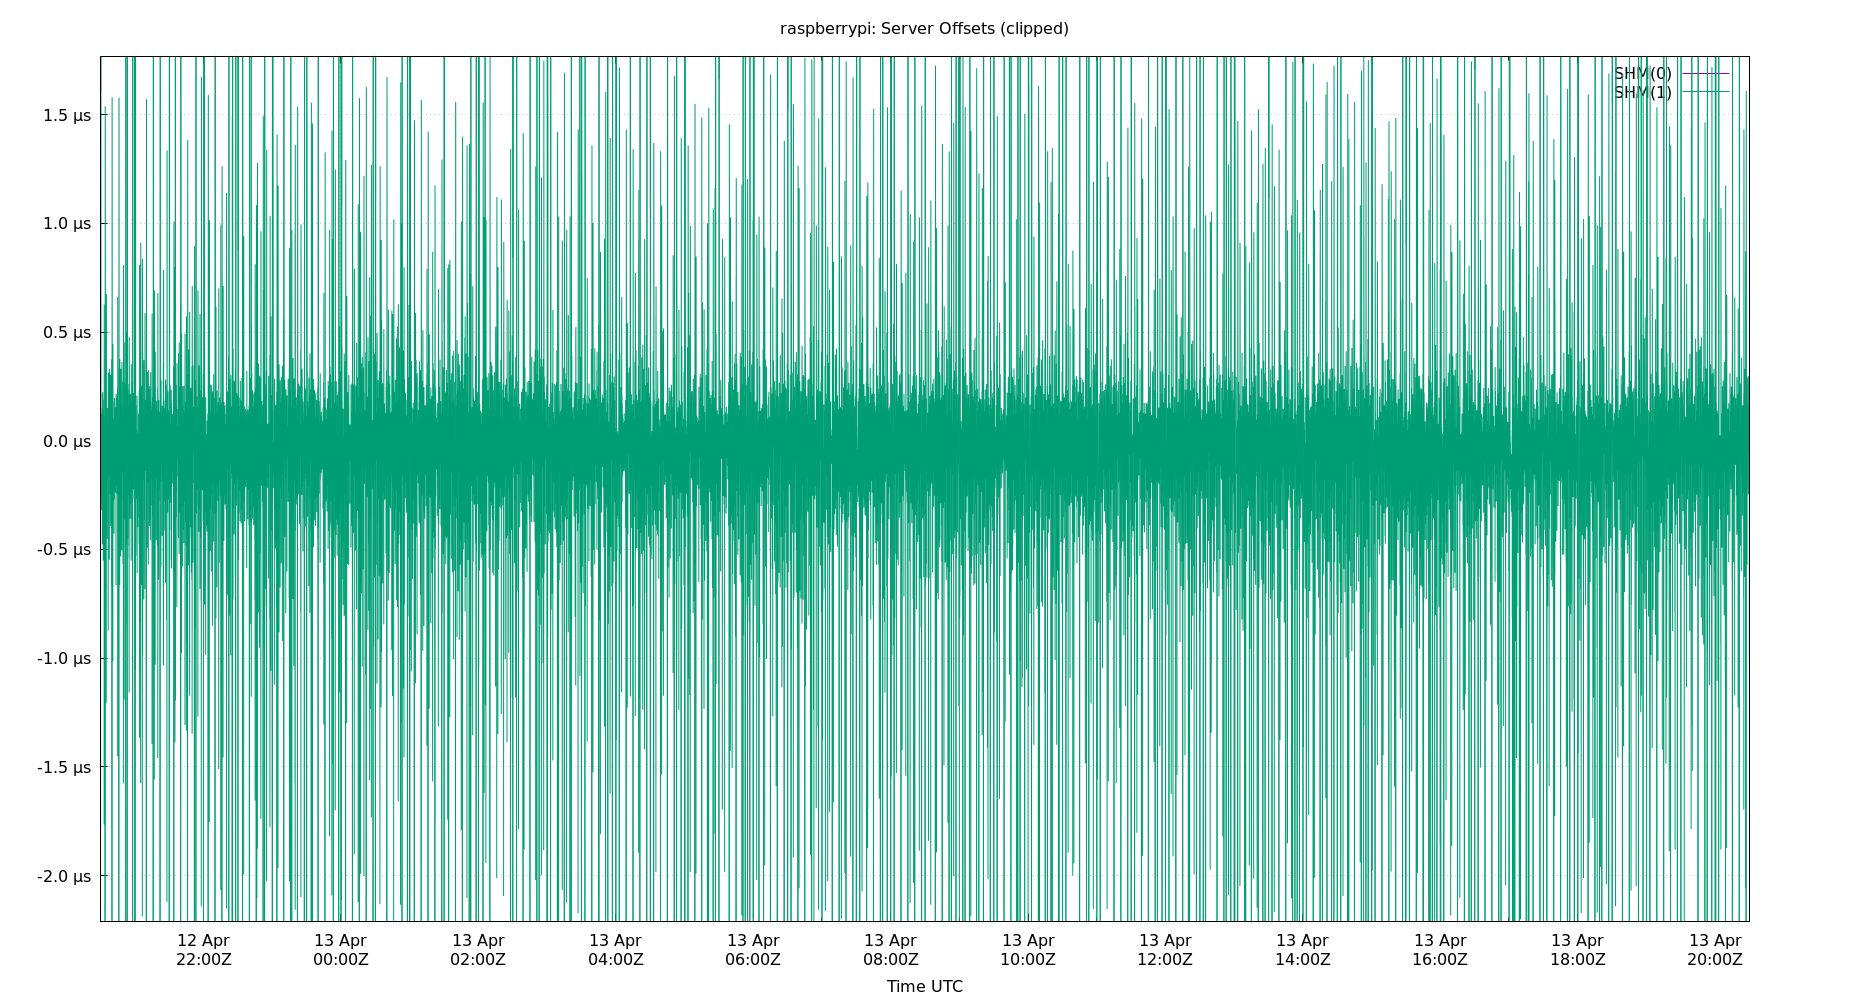 raspberrypi: Server Offsets (clipped)
SHM(0)
SHM(1)
1.5 µs
1.0 µs
0.5 µs
0.0 µs
-0.5 µs
-1.0 µs
-1.5 µs
-2.0 µs
12 Apr 13 Apr 13 Apr 13 Apr 13 Apr 13 Apr 13 Apr 13 Apr 13 Apr 13 Apr 13 Apr 13 Apr
22:00Z 00:00Z 02:00Z 04:00Z 06:00Z 08:00Z 10:00Z 12:00Z 14:00Z 16:00Z 18:00Z 20:00Z
Time UTC